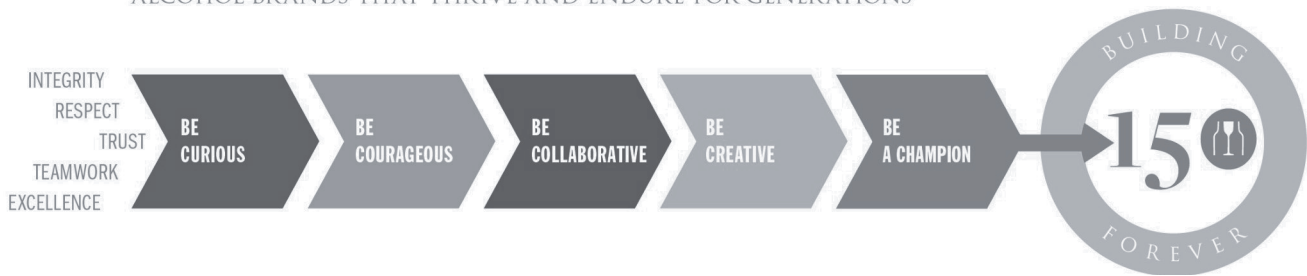 ALCOHOL BRANDS THAT THRIVE AND ENDURE FOR GENERATIONS
INTEGRITY
RESPECT
TRUST
TEAMWORK
EXCELLENCE
BE
CURIOUS
BE
COURAGEOUS
BE
COLLABORATIVE
BE
CREATIVE
BE
A CHAMPION
BUILDING
150
FOREVER